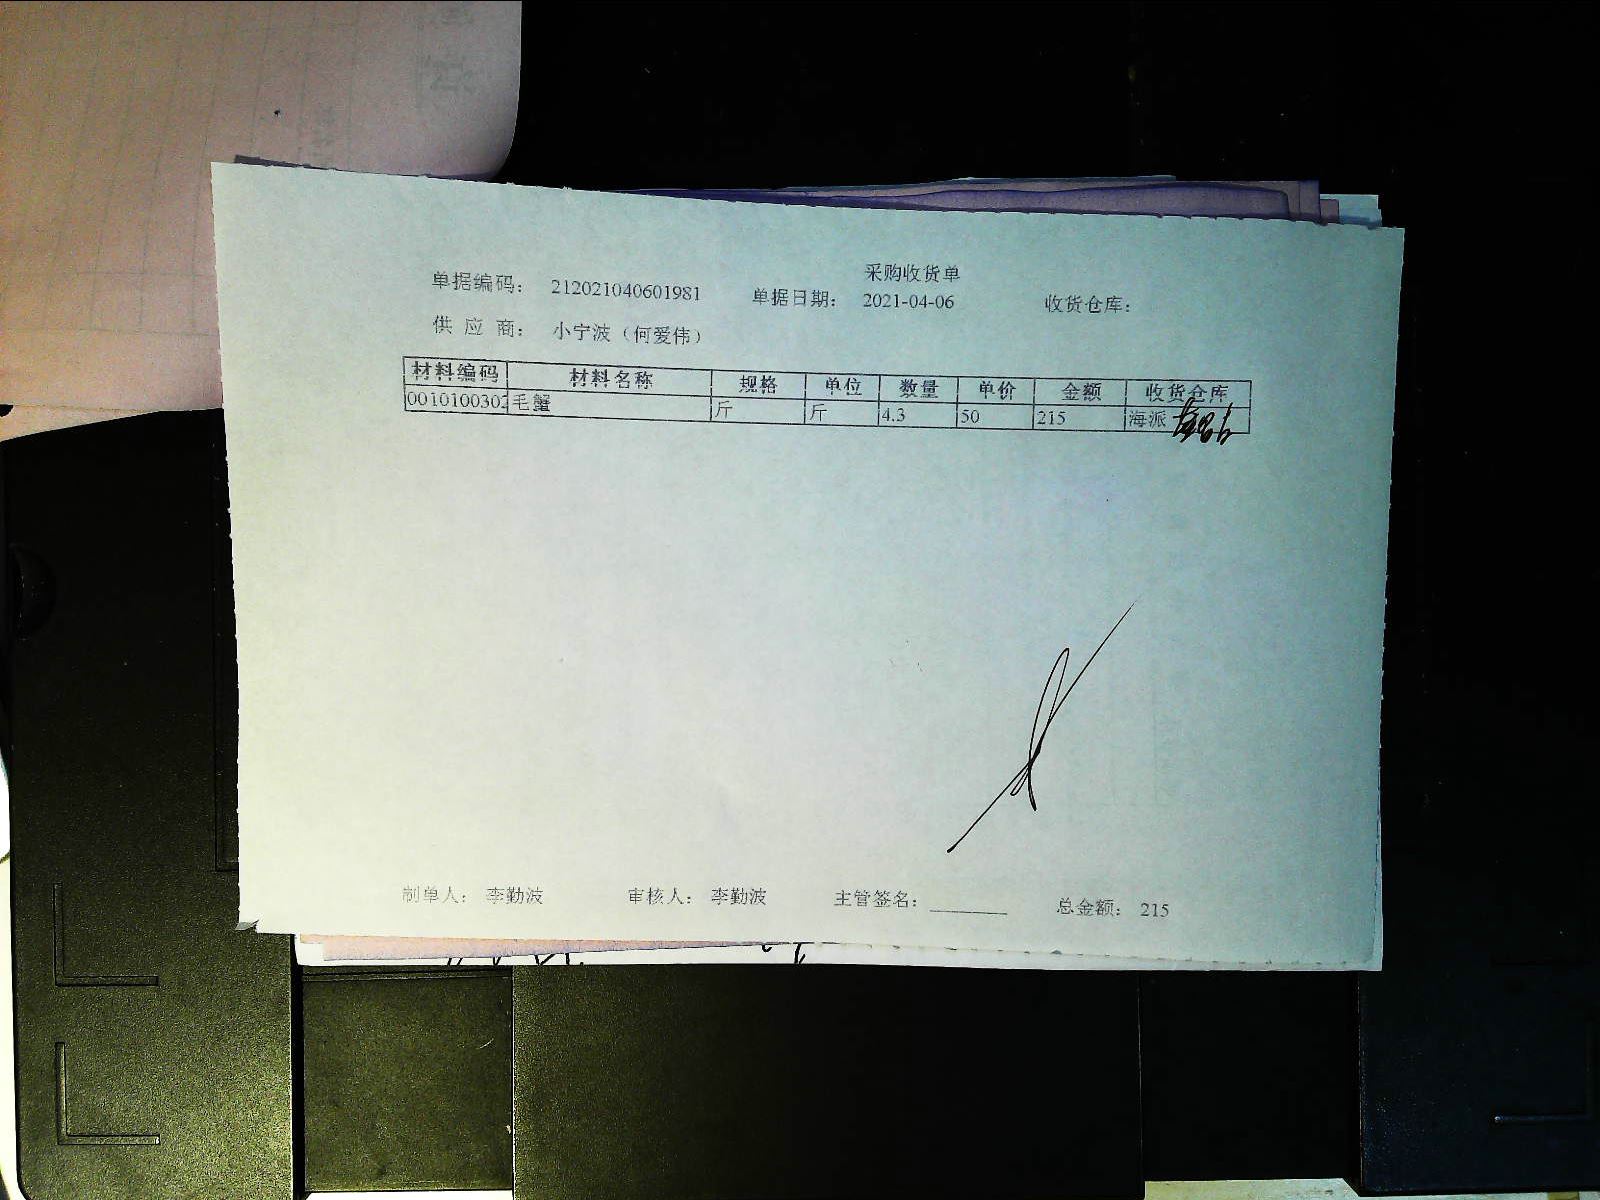 采购收货单
单据编码： 212021040601981 单据日期： 2021-04-06 收货仓库：
供 应 商： 小宁波（何爱伟）
材料编码 材料名称 规格 单位 数量 单价 金额 收货仓库
0010100302 毛蟹 斤 斤 4.3 50 215 海派
制单人： 李勤波 审核人： 李勤波 主管签名： 总金额： 215